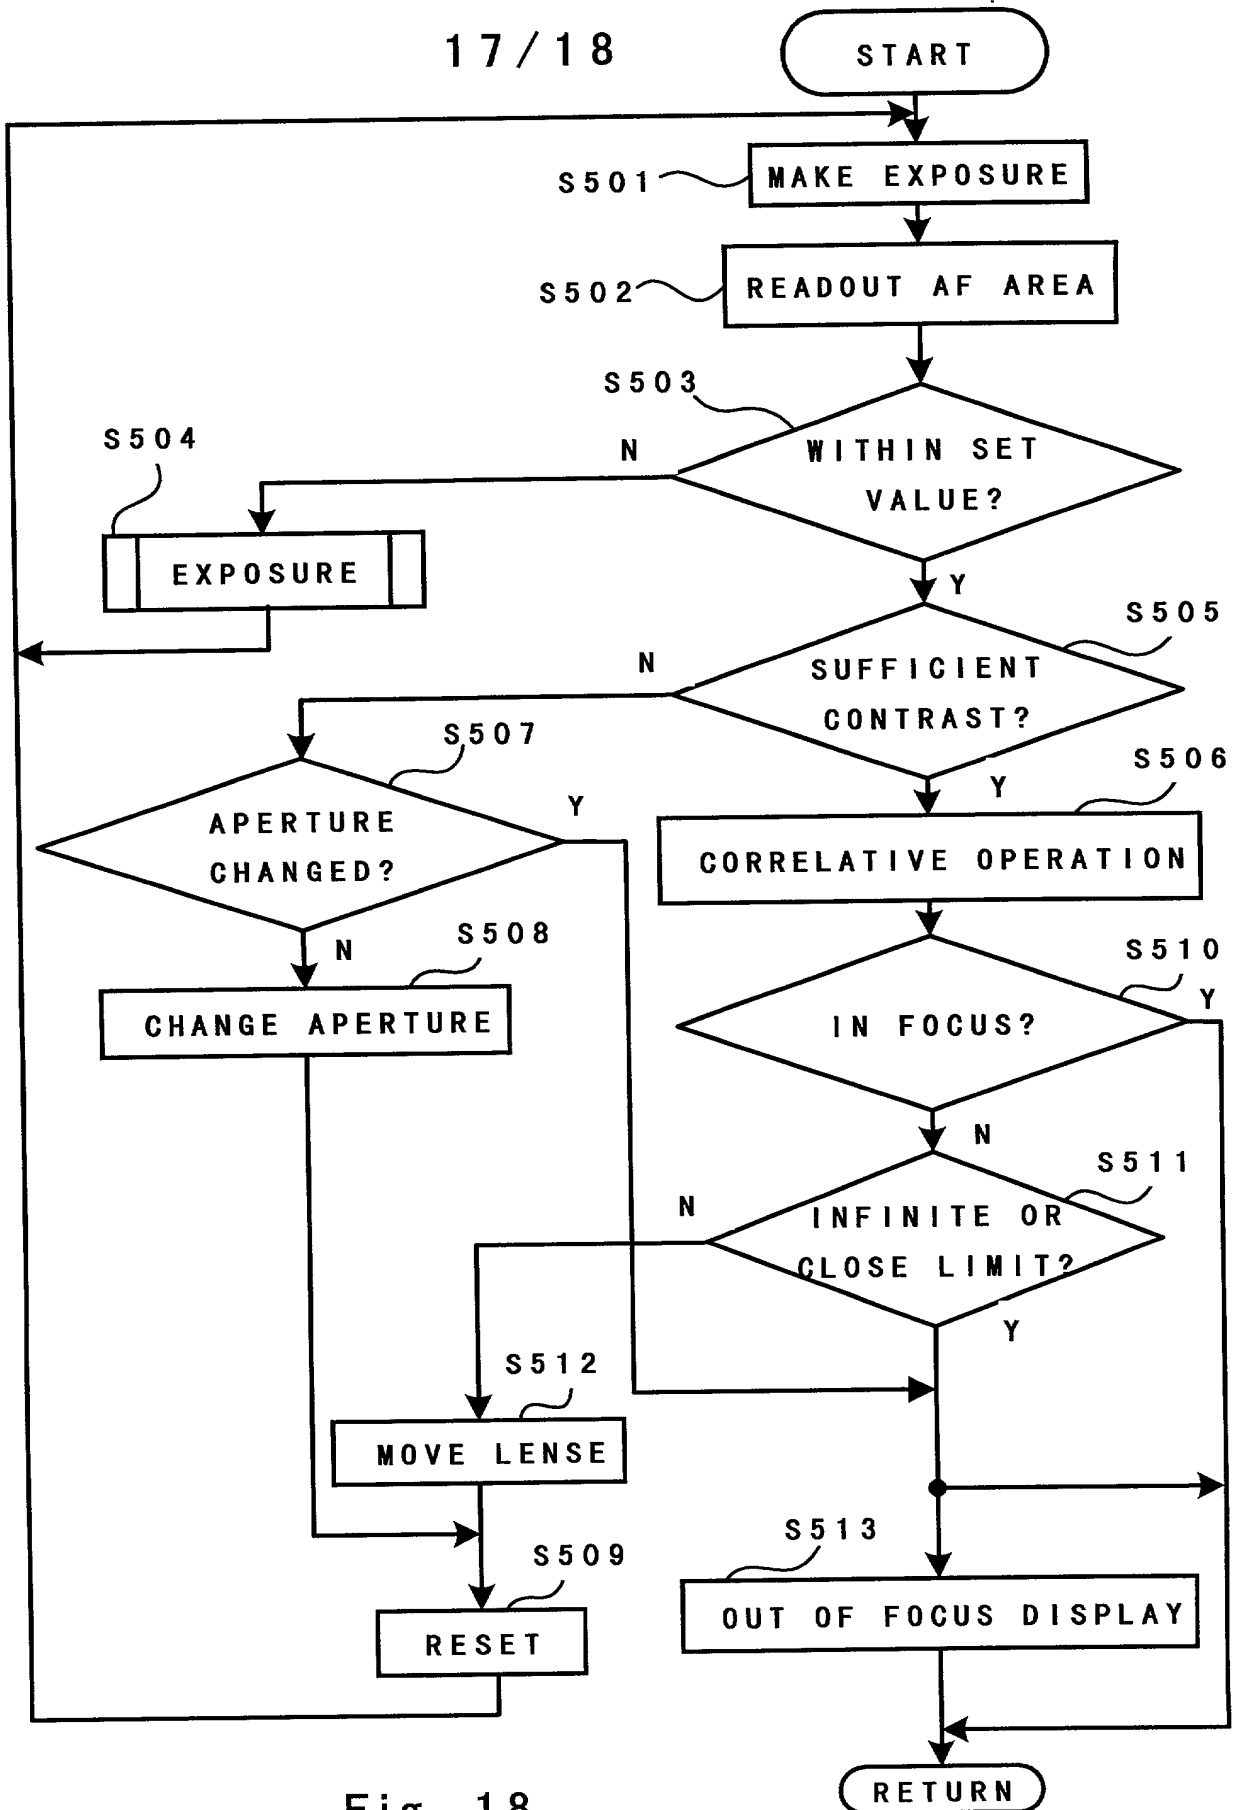 17/18
START
S501
MAKE EXPOSURE
S502
READOUT AF AREA
S503
WITHIN SET
VALUE?
N
Y
S504
EXPOSURE
S505
SUFFICIENT
CONTRAST?
N
Y
S507
APERTURE
CHANGED?
Y
N
S506
CORRELATIVE OPERATION
S508
CHANGE APERTURE
S510
IN FOCUS?
Y
N
S511
INFINITE OR
CLOSE LIMIT?
N
Y
S512
MOVE LENSE
S509
RESET
S513
OUT OF FOCUS DISPLAY
RETURN
Fig. 18